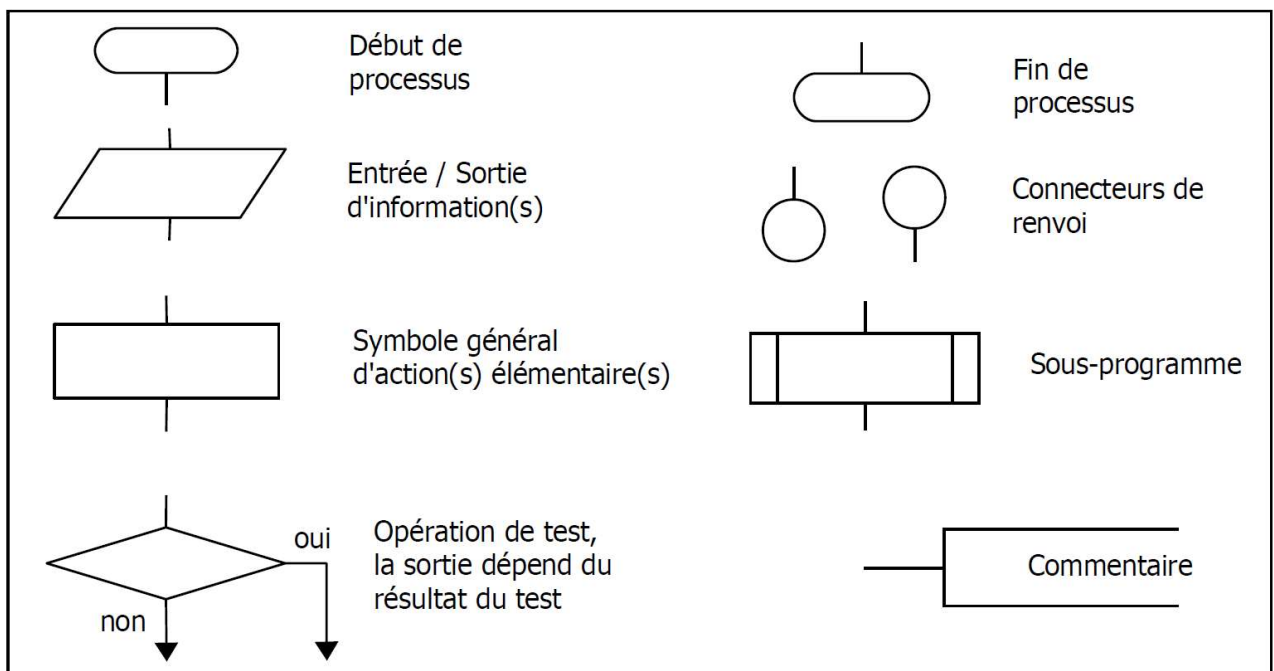 Début de
processus
Entrée / Sortie
d'information(s)
Symbole général
d'action(s) élémentaire(s)
oui
Opération de test,
la sortie dépend du
résultat du test
non
Fin de
processus
Connecteurs de
renvoi
Sous-programme
Commentaire